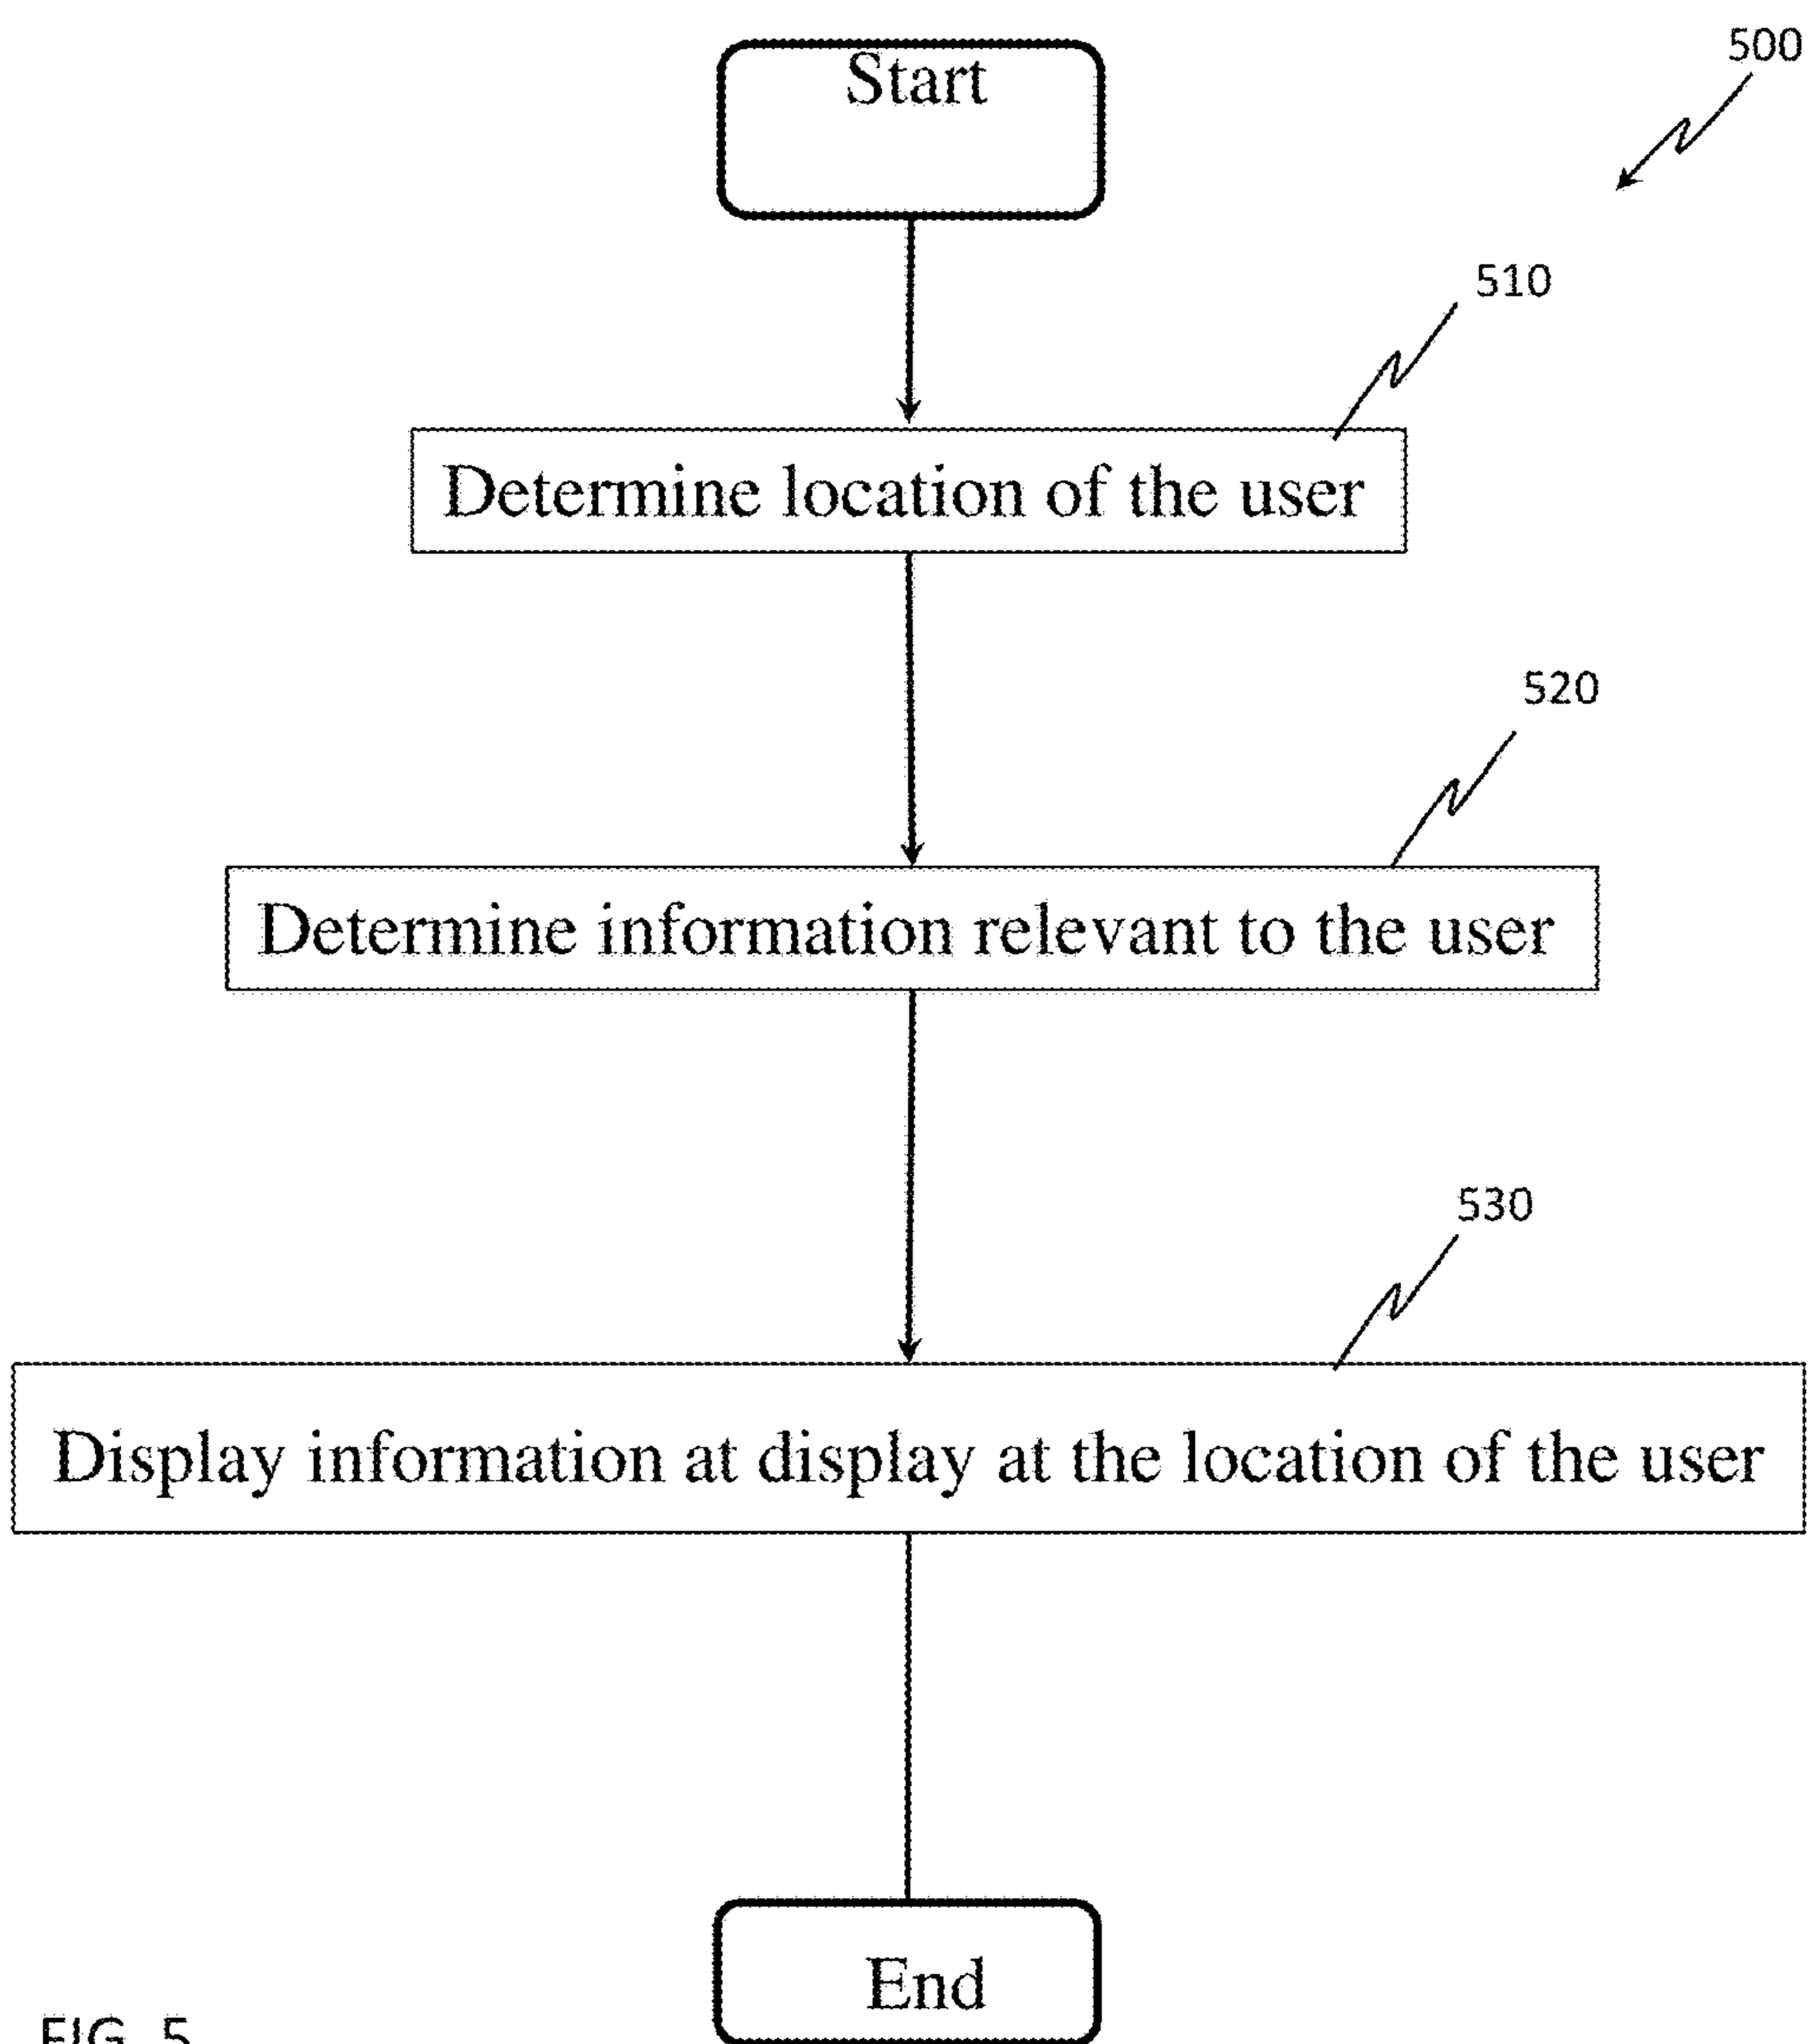 Start
500
510
Determine location of the user
520
Determine information relevant to the user
530
Display information at display at the location of the user
End
FIG. 5